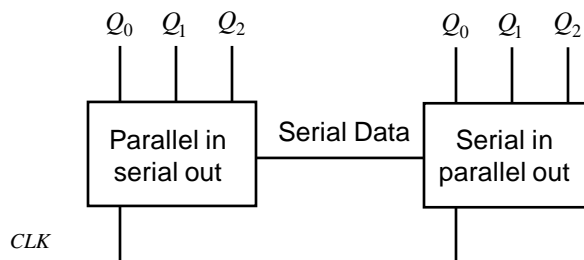 Q0 Q1 Q2 Q0 Q1 Q2
Parallel in
serial out
Serial Data
Serial in
parallel out
CLK